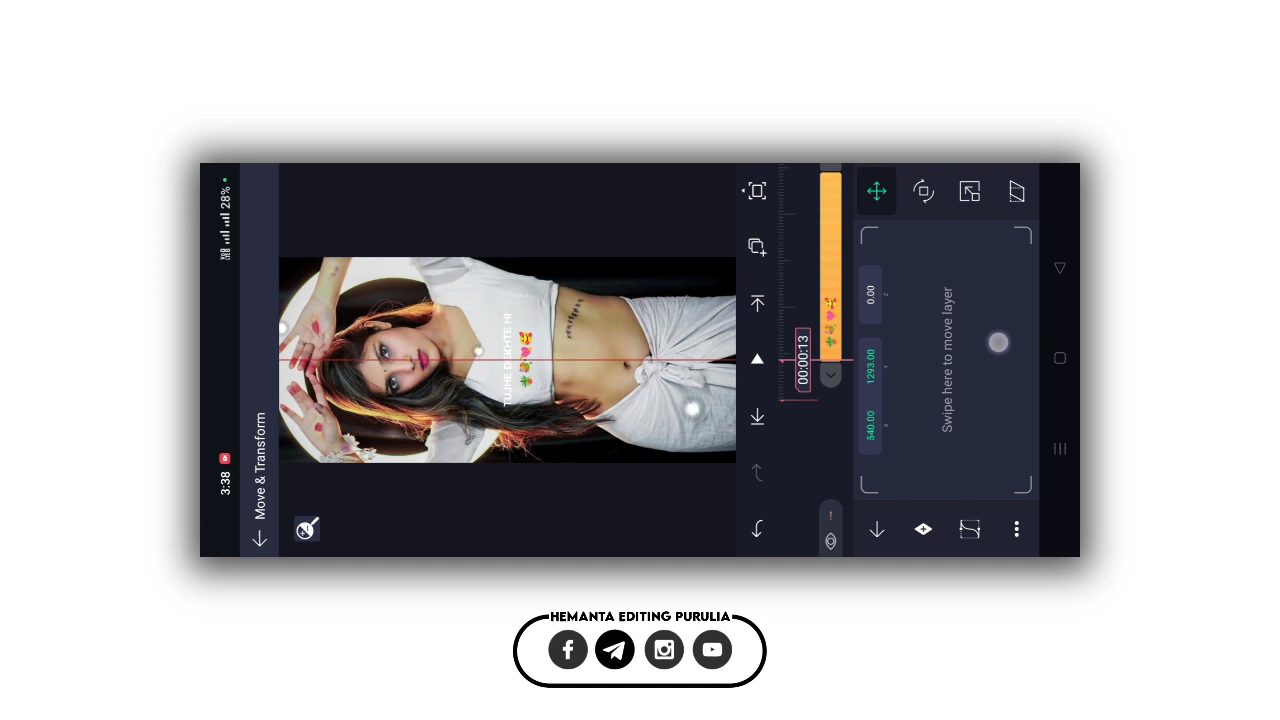 3:38
28%
Move & Transform
TUJHE DEKHTE HI
00:00:13
540.00
X
1293.00
Y
0.00
Z
Swipe here to move layer
HEMANTA EDITING PURULIA